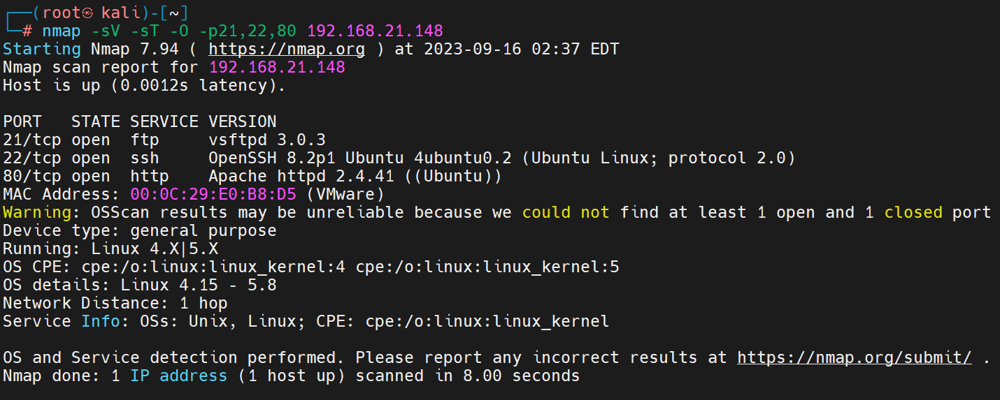 ┌──(root㉿ kali)-[~]
└─# nmap -sV -sT -O -p21,22,80 192.168.21.148
Starting Nmap 7.94 ( https://nmap.org ) at 2023-09-16 02:37 EDT
Nmap scan report for 192.168.21.148
Host is up (0.0012s latency).

PORT   STATE SERVICE VERSION
21/tcp open  ftp     vsftpd 3.0.3
22/tcp open  ssh     OpenSSH 8.2p1 Ubuntu 4ubuntu0.2 (Ubuntu Linux; protocol 2.0)
80/tcp open  http    Apache httpd 2.4.41 ((Ubuntu))
MAC Address: 00:0C:29:E0:B8:D5 (VMware)
Warning: OSScan results may be unreliable because we could not find at least 1 open and 1 closed port
Device type: general purpose
Running: Linux 4.X|5.X
OS CPE: cpe:/o:linux:linux_kernel:4 cpe:/o:linux:linux_kernel:5
OS details: Linux 4.15 - 5.8
Network Distance: 1 hop
Service Info: OSs: Unix, Linux; CPE: cpe:/o:linux:linux_kernel

OS and Service detection performed. Please report any incorrect results at https://nmap.org/submit/ .
Nmap done: 1 IP address (1 host up) scanned in 8.00 seconds